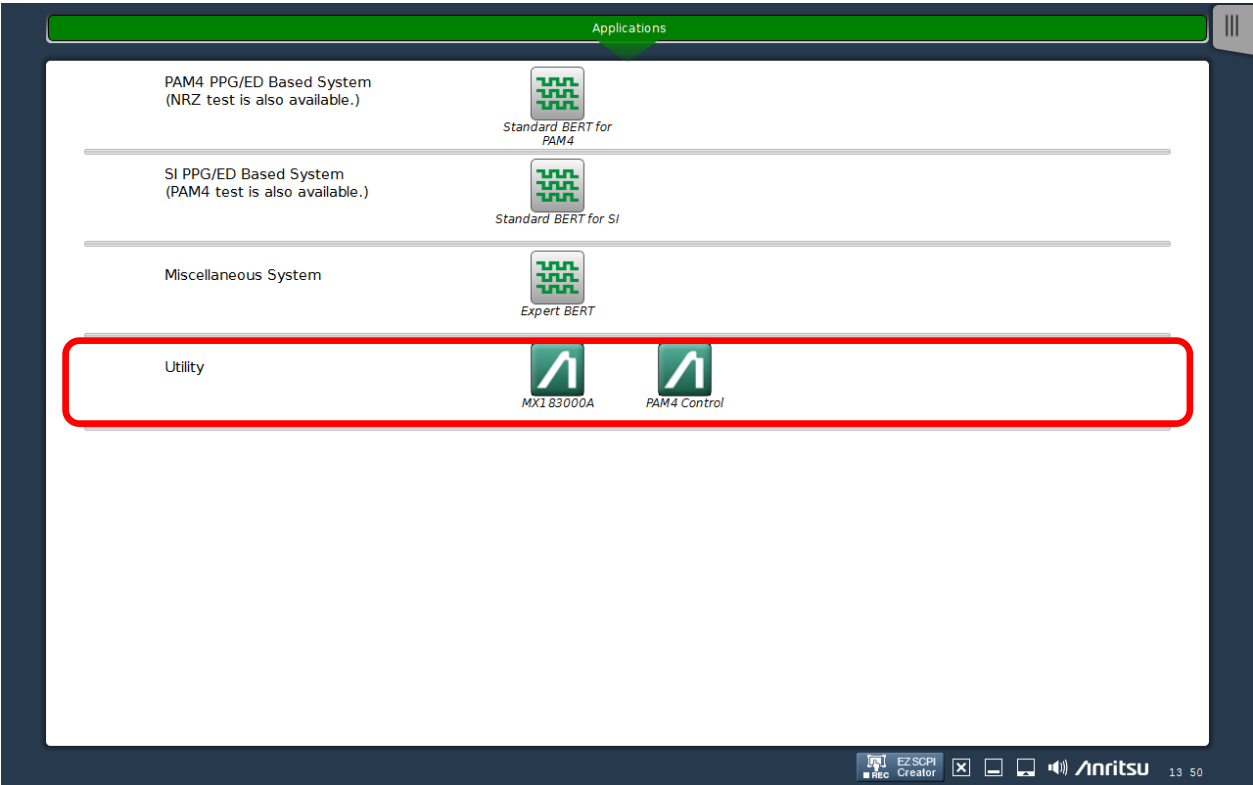 Applications
PAM4 PPG/ED Based System
(NRZ test is also available.)
Standard BERT for
PAM4
SI PPG/ED Based System
(PAM4 test is also available.)
Standard BERT for SI
Miscellaneous System
Expert BERT
Utility
MX183000A
PAM4 Control
REC
EZSCPI
Creator
Anritsu
13 50